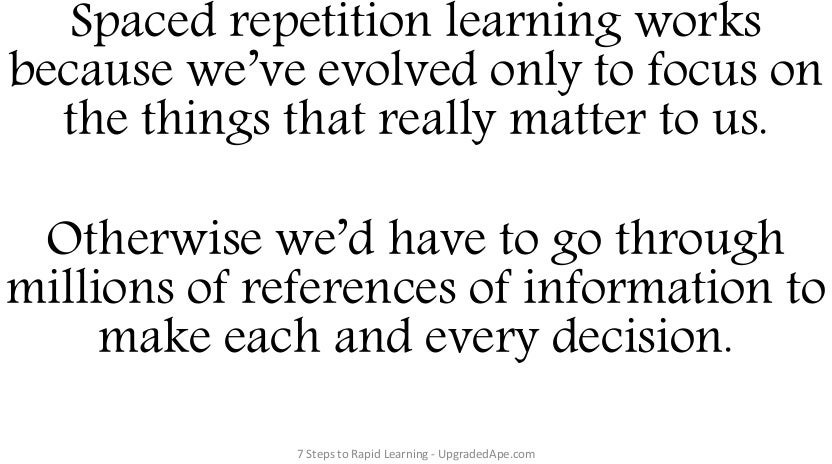 Spaced repetition learning works
because we’ve evolved only to focus on
the things that really matter to us.
Otherwise we’d have to go through
millions of references of information to
make each and every decision.
7 Steps to Rapid Learning - UpgradedApe.com